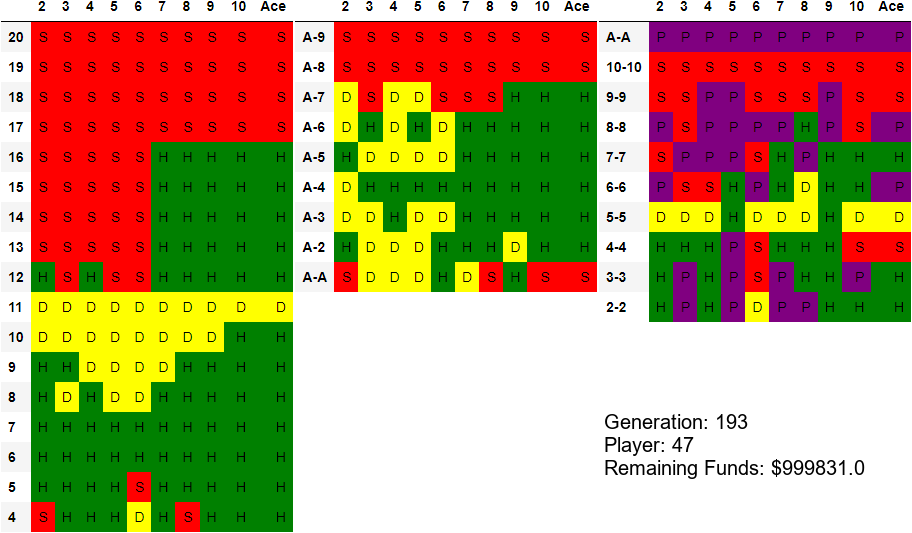 2 3 4 5 6 7 8 9 10 Ace 2 3 4 5 6 7 8 9 10 Ace 2 3 4 5 6 7 8 9 10 Ace
20 S S S S S S S S S S A-9 S S S S S S S S S S A-A P P P P P P P P P P
19 S S S S S S S S S S A-8 S S S S S S S S S S 10-10 S S S S S S S S S S
18 S S S S S S S S S S A-7 D S D D S S S H H H 9-9 S S P P S S S P S S
17 S S S S S S S S S S A-6 D H D H D H H H H H 8-8 P S P P P P H P S P
16 S S S S S H H H H H A-5 H D D D D H H H H H 7-7 S P P P S H P H H H
15 S S S S S H H H H H A-4 D H H H H H H H H H 6-6 P S S H P H D H H P
14 S S S S S H H H H H A-3 D D H D D H H H H H 5-5 D D D H D D D H D D
13 S S S S S H H H H H A-2 H D D D H H H D H H 4-4 H H H P S H H H S S
12 H S H S S H H H H H A-A S D D D H D S H S S 3-3 H P H P S P H H P H
11 D D D D D D D D D D 2-2 H P H P D P P H H H
10 D D D D D D D D H H
9 H H D D D D H H H H
8 H D H D D H H H H H
7 H H H H H H H H H H
6 H H H H H H H H H H
5 H H H H S H H H H H
4 S H H H D H S H H H
Generation: 193
Player: 47
Remaining Funds: $999831.0